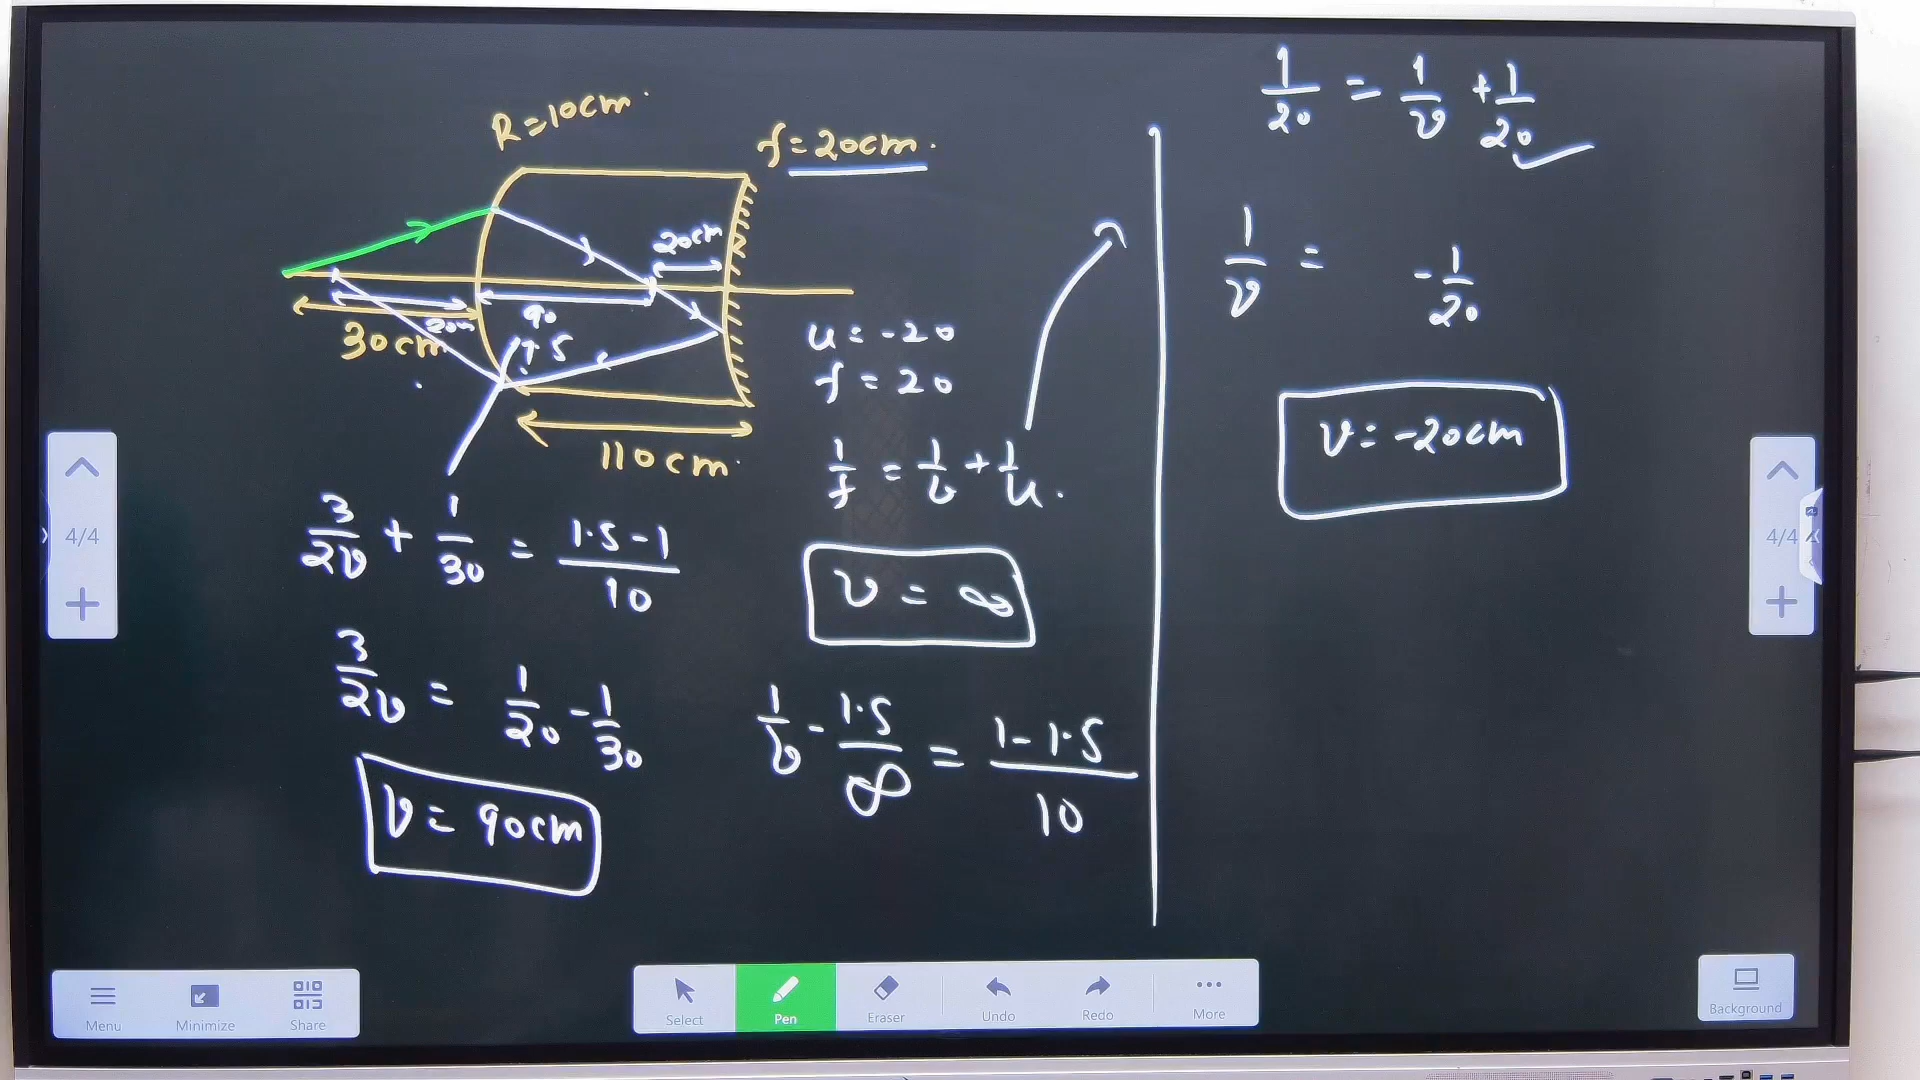 R=10cm
f=20cm.
20cm
90
20cm
30cm
1.5
110cm.
3/2v + 1/30 = 1.5-1/10
3/2v = 1/20 - 1/30
v= 90cm
u = -20
f = 20
1/f = 1/v + 1/u.
v = ∞
1/v - 1.5/∞ = 1-1.5/10
1/20 = 1/v + 1/20
1/v = -1/20
v= -20cm
4/4
4/4
Menu
Minimize
Share
Select
Pen
Eraser
Undo
Redo
More
Background